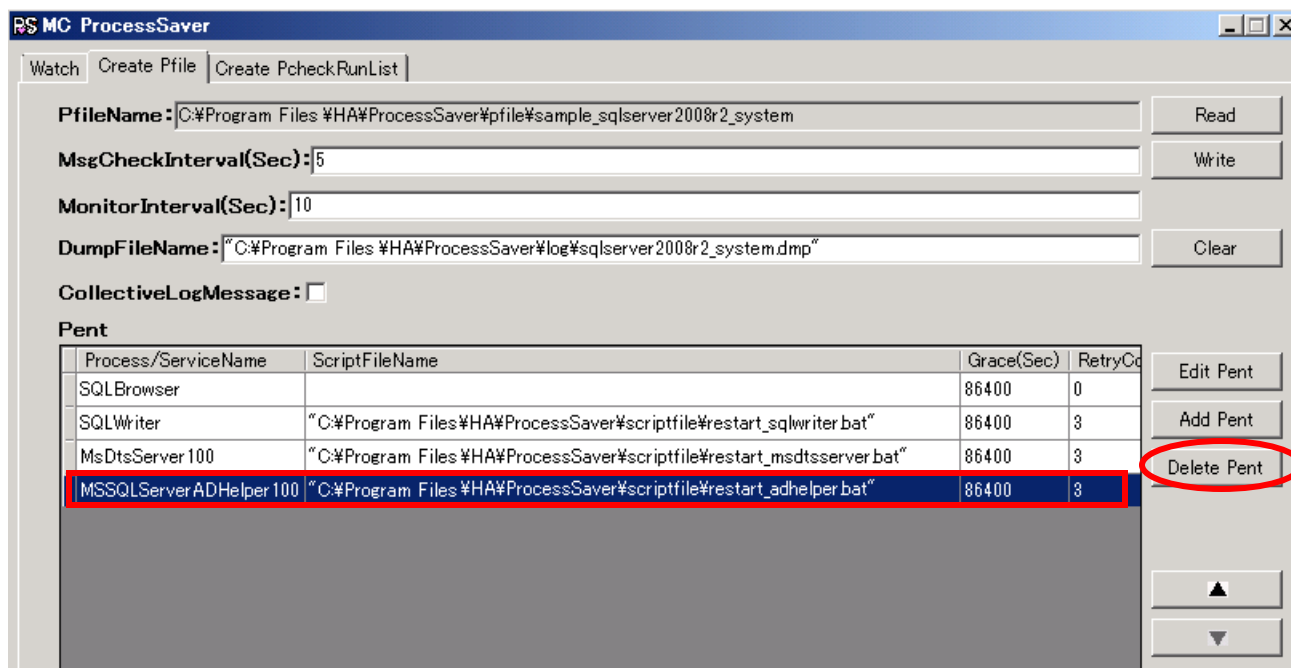 RS MC ProcessSaver
Watch Create Pfile Create PcheckRunList
PfileName: C:¥Program Files ¥HA¥ProcessSaver¥pfile¥sample_sqlserver2008r2_system Read
MsgCheckInterval(Sec): 5 Write
MonitorInterval(Sec): 10
DumpFileName: "C:¥Program Files ¥HA¥ProcessSaver¥log¥sqlserver2008r2_system.dmp" Clear
CollectiveLogMessage:
Pent
Process/ServiceName ScriptFileName Grace(Sec) RetryCo
SQLBrowser 86400 0
Edit Pent
SQLWriter "C:¥Program Files¥HA¥ProcessSaver¥scriptfile¥restart_sqlwriter.bat" 86400 3
Add Pent
MsDtsServer100 "C:¥Program Files ¥HA¥ProcessSaver¥scriptfile¥restart_msdtsserver.bat" 86400 3
Delete Pent
MSSQLServerADHelper100 "C:¥Program Files ¥HA¥ProcessSaver¥scriptfile¥restart_adhelper.bat" 86400 3
▲
▼